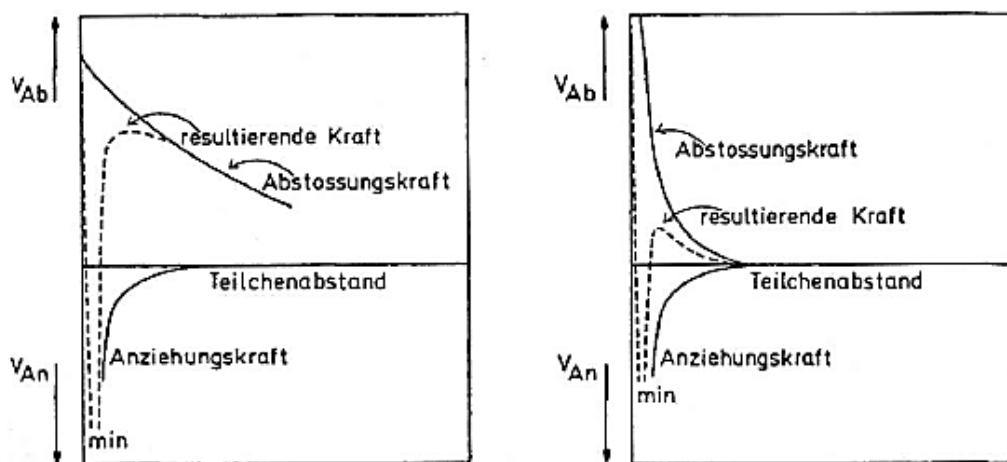 V_Ab
resultierende Kraft
Abstossungskraft
Teilchenabstand
Anziehungskraft
V_An
min
V_Ab
Abstossungskraft
resultierende Kraft
Teilchenabstand
Anziehungskraft
V_An
min